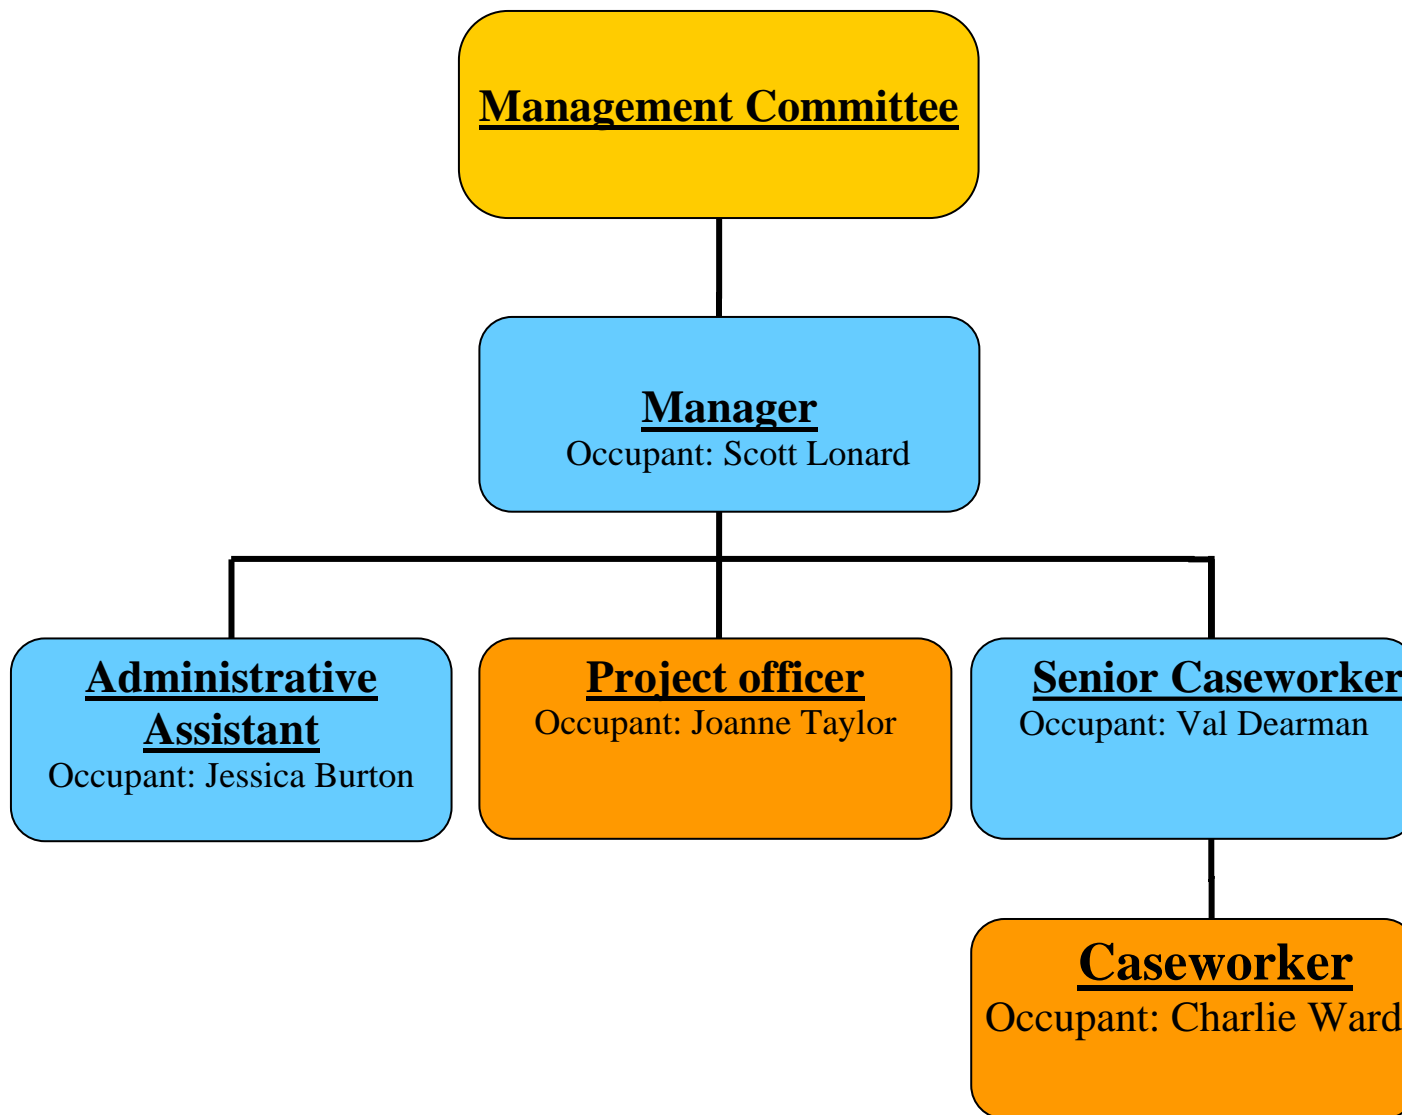 Management Committee
Manager
Occupant: Scott Lonard
Administrative
Assistant
Occupant: Jessica Burton
Project officer
Occupant: Joanne Taylor
Senior Caseworker
Occupant: Val Dearman
Caseworker
Occupant: Charlie Ward